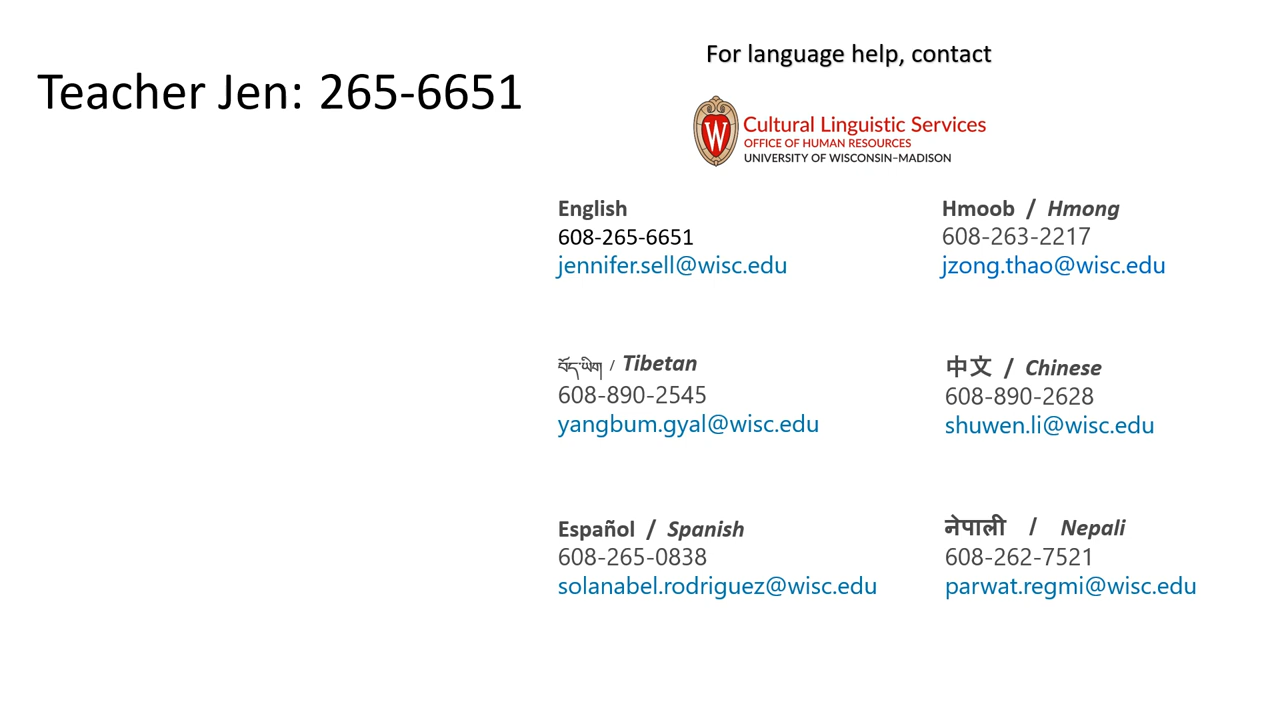 Teacher Jen: 265-6651
For language help, contact
W
Cultural Linguistic Services
OFFICE OF HUMAN RESOURCES
UNIVERSITY OF WISCONSIN–MADISON
English
608-265-6651
jennifer.sell@wisc.edu
Hmoob / Hmong
608-263-2217
jzong.thao@wisc.edu
བོད་ཡིག / Tibetan
608-890-2545
yangbum.gyal@wisc.edu
中文 / Chinese
608-890-2628
shuwen.li@wisc.edu
Español / Spanish
608-265-0838
solanabel.rodriguez@wisc.edu
नेपाली / Nepali
608-262-7521
parwat.regmi@wisc.edu